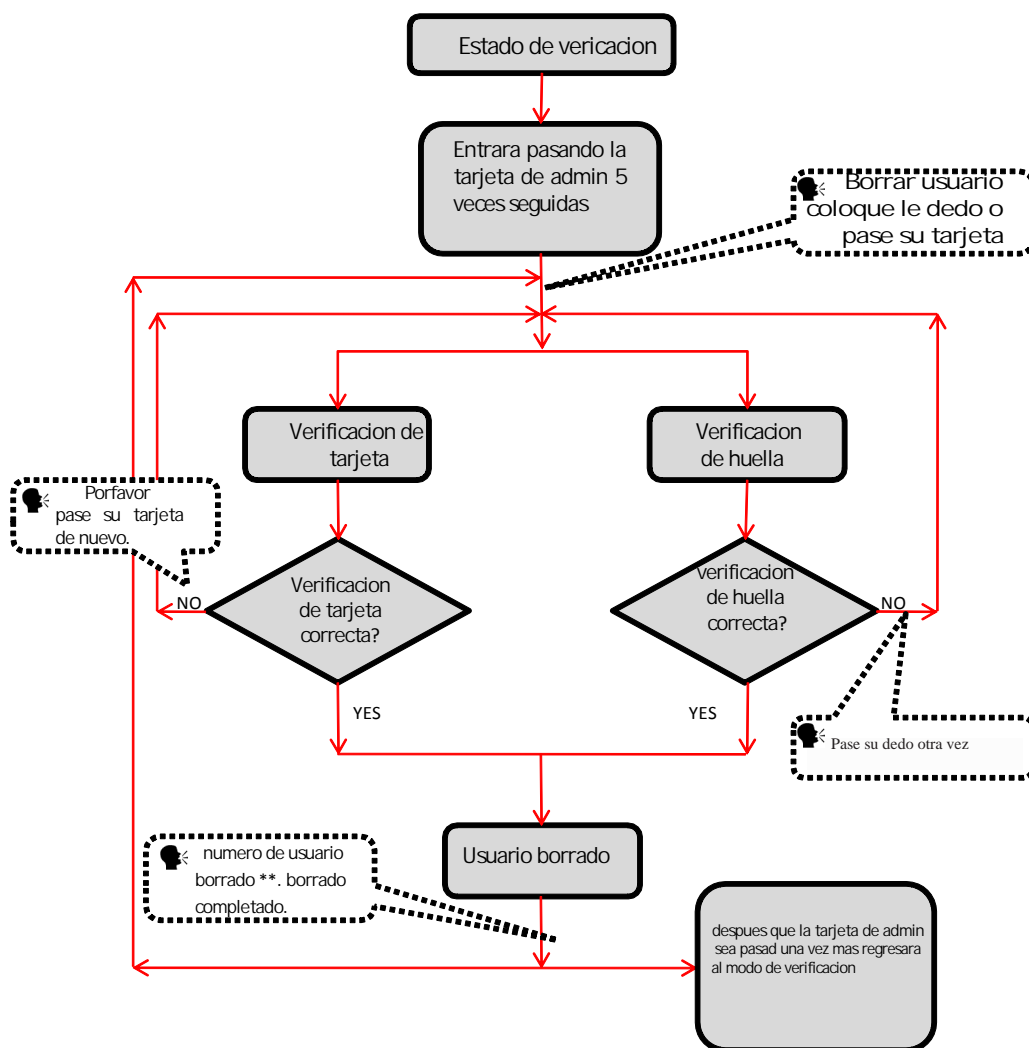 Estado de vericacion
Entrara pasando la
tarjeta de admin 5
veces seguidas
Borrar usuario
coloque le dedo o
pase su tarjeta
Verificacion de
tarjeta
Verificacion
de huella
Porfavor
pase su tarjeta
de nuevo.
NO
Verificacion
de tarjeta
correcta?
verificacion
de huella
correcta?
NO
YES
YES
Pase su dedo otra vez
Usuario borrado
numero de usuario
borrado **. borrado
completado.
despues que la tarjeta de admin
sea pasad una vez mas regresara
al modo de verificacion